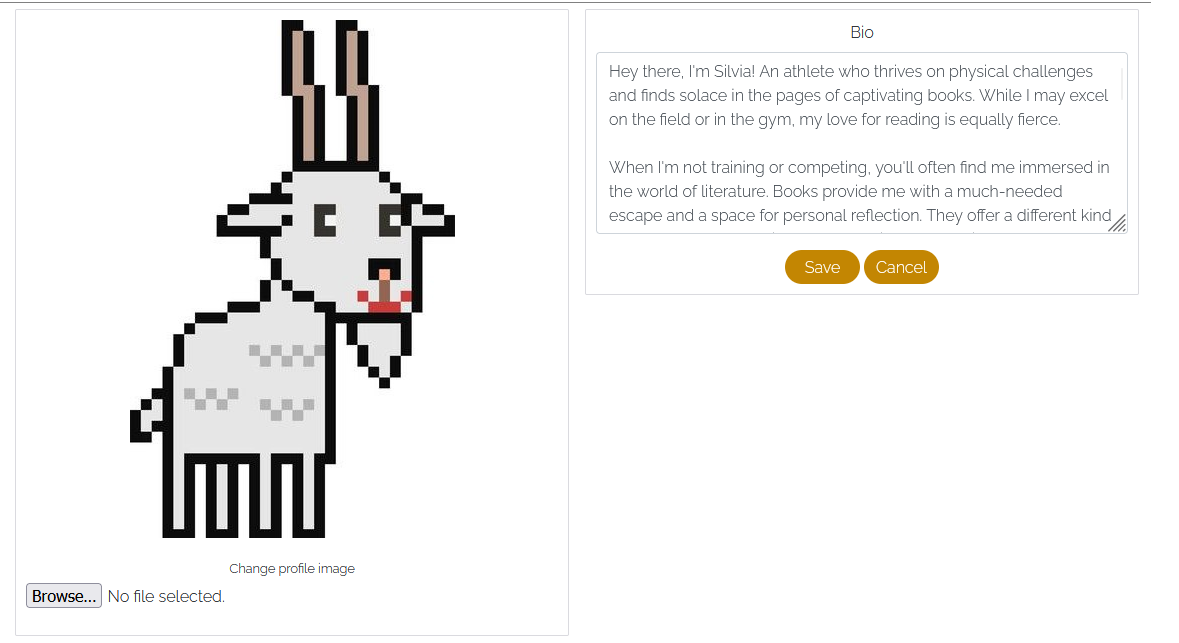 Bio
Hey there, I'm Silvia! An athlete who thrives on physical challenges
and finds solace in the pages of captivating books. While I may excel
on the field or in the gym, my love for reading is equally fierce.
When I'm not training or competing, you'll often find me immersed in
the world of literature. Books provide me with a much-needed
escape and a space for personal reflection. They offer a different kind
Save Cancel
Change profile image
Browse... No file selected.